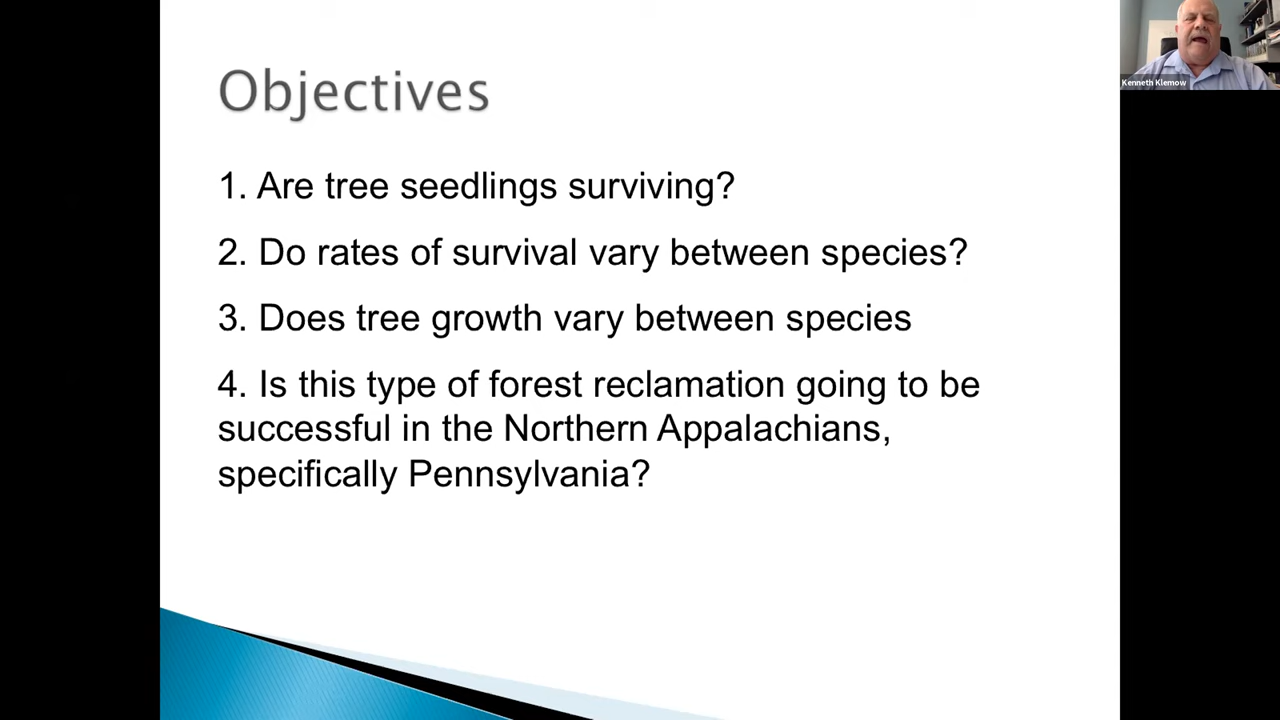 Objectives
Kenneth Klemow
1. Are tree seedlings surviving?
2. Do rates of survival vary between species?
3. Does tree growth vary between species
4. Is this type of forest reclamation going to be
successful in the Northern Appalachians,
specifically Pennsylvania?